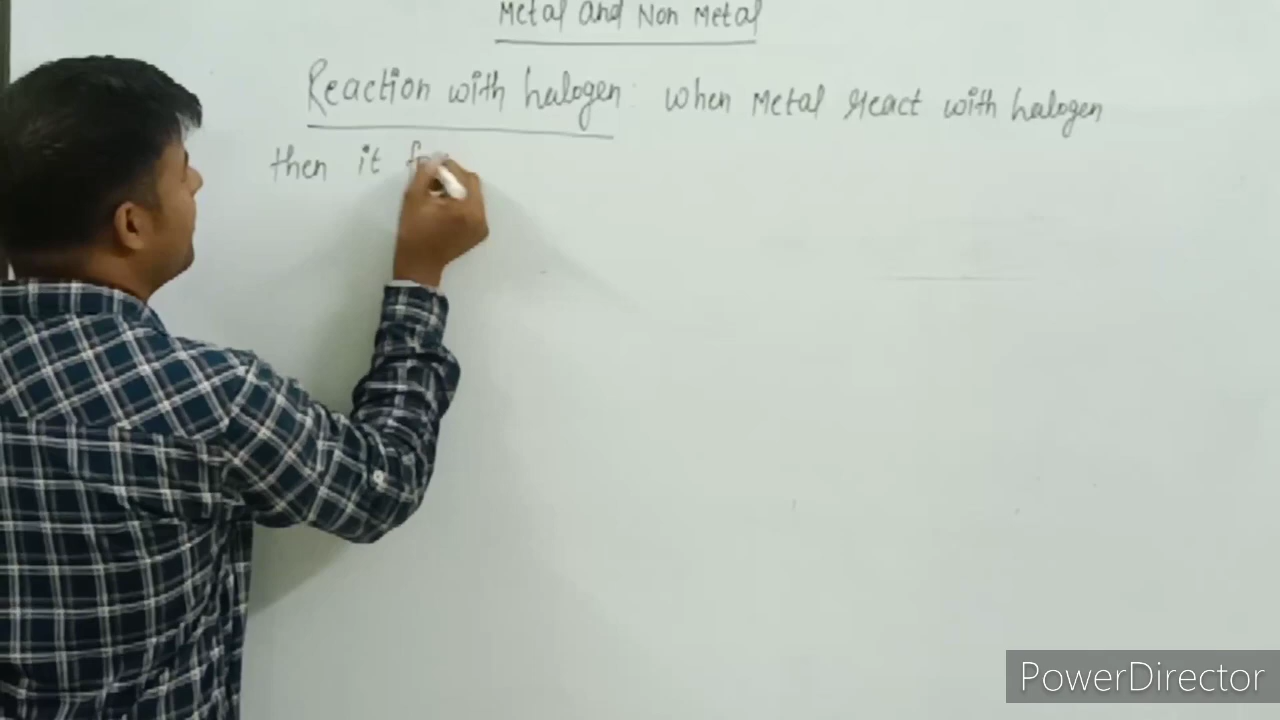 Metal and Non Metal
Reaction with halogen: when Metal react with halogen
then it
PowerDirector